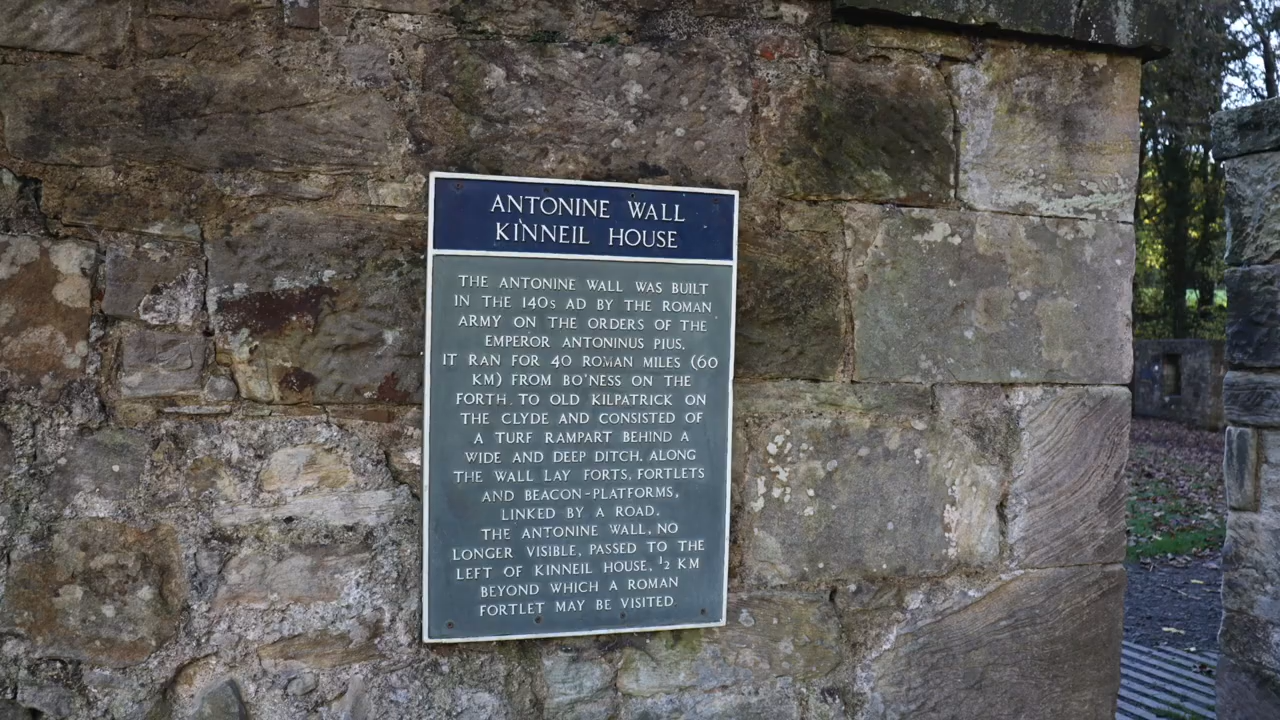 ANTONINE WALL
KINNEIL HOUSE
THE ANTONINE WALL WAS BUILT
IN THE 140s AD BY THE ROMAN
ARMY ON THE ORDERS OF THE
EMPEROR ANTONINUS PIUS.
IT RAN FOR 40 ROMAN MILES (60
KM) FROM BO'NESS ON THE
FORTH, TO OLD KILPATRICK ON
THE CLYDE AND CONSISTED OF
A TURF RAMPART BEHIND A
WIDE AND DEEP DITCH. ALONG
THE WALL LAY FORTS, FORTLETS
AND BEACON-PLATFORMS,
LINKED BY A ROAD.
THE ANTONINE WALL, NO
LONGER VISIBLE, PASSED TO THE
LEFT OF KINNEIL HOUSE, ½ KM
BEYOND WHICH A ROMAN
FORTLET MAY BE VISITED.